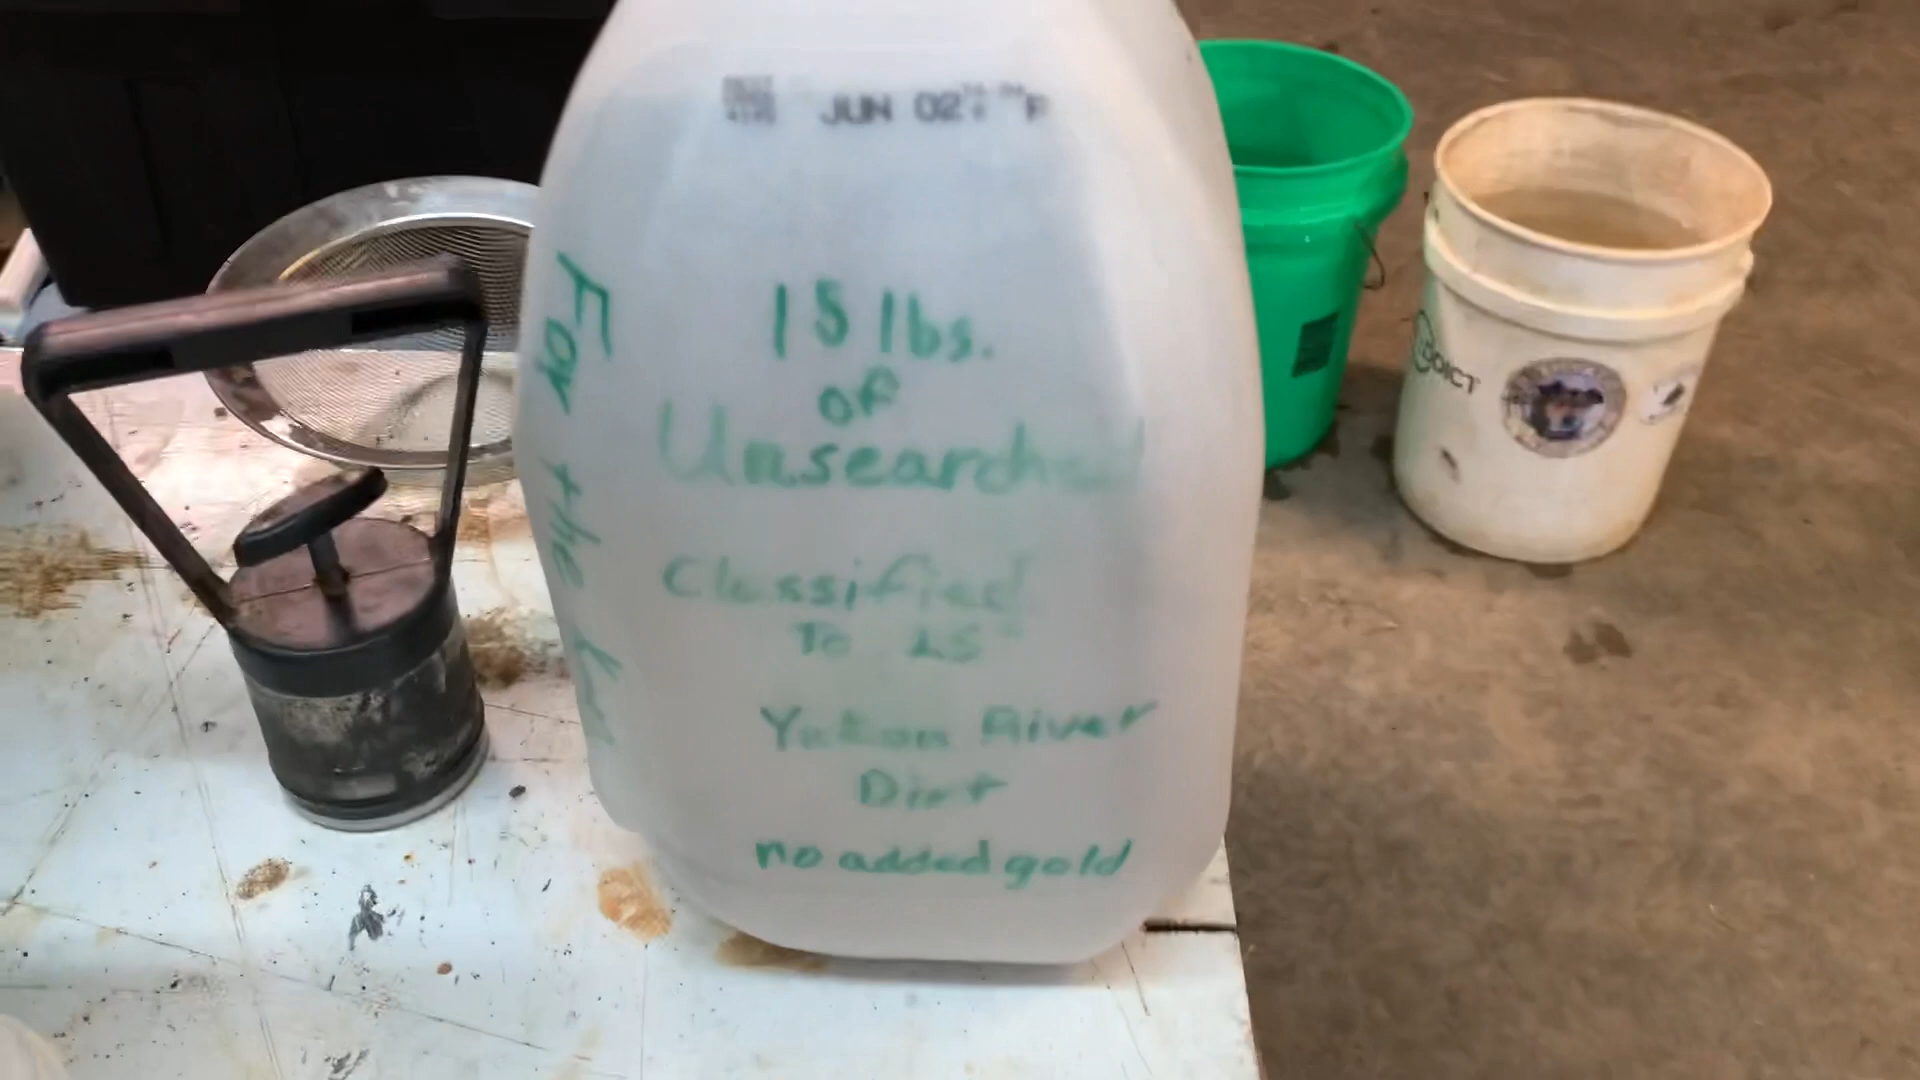 JUN 02
15 lbs.
of
Unsearched
Classified
To
Yukon River
Dirt
no added gold
For the